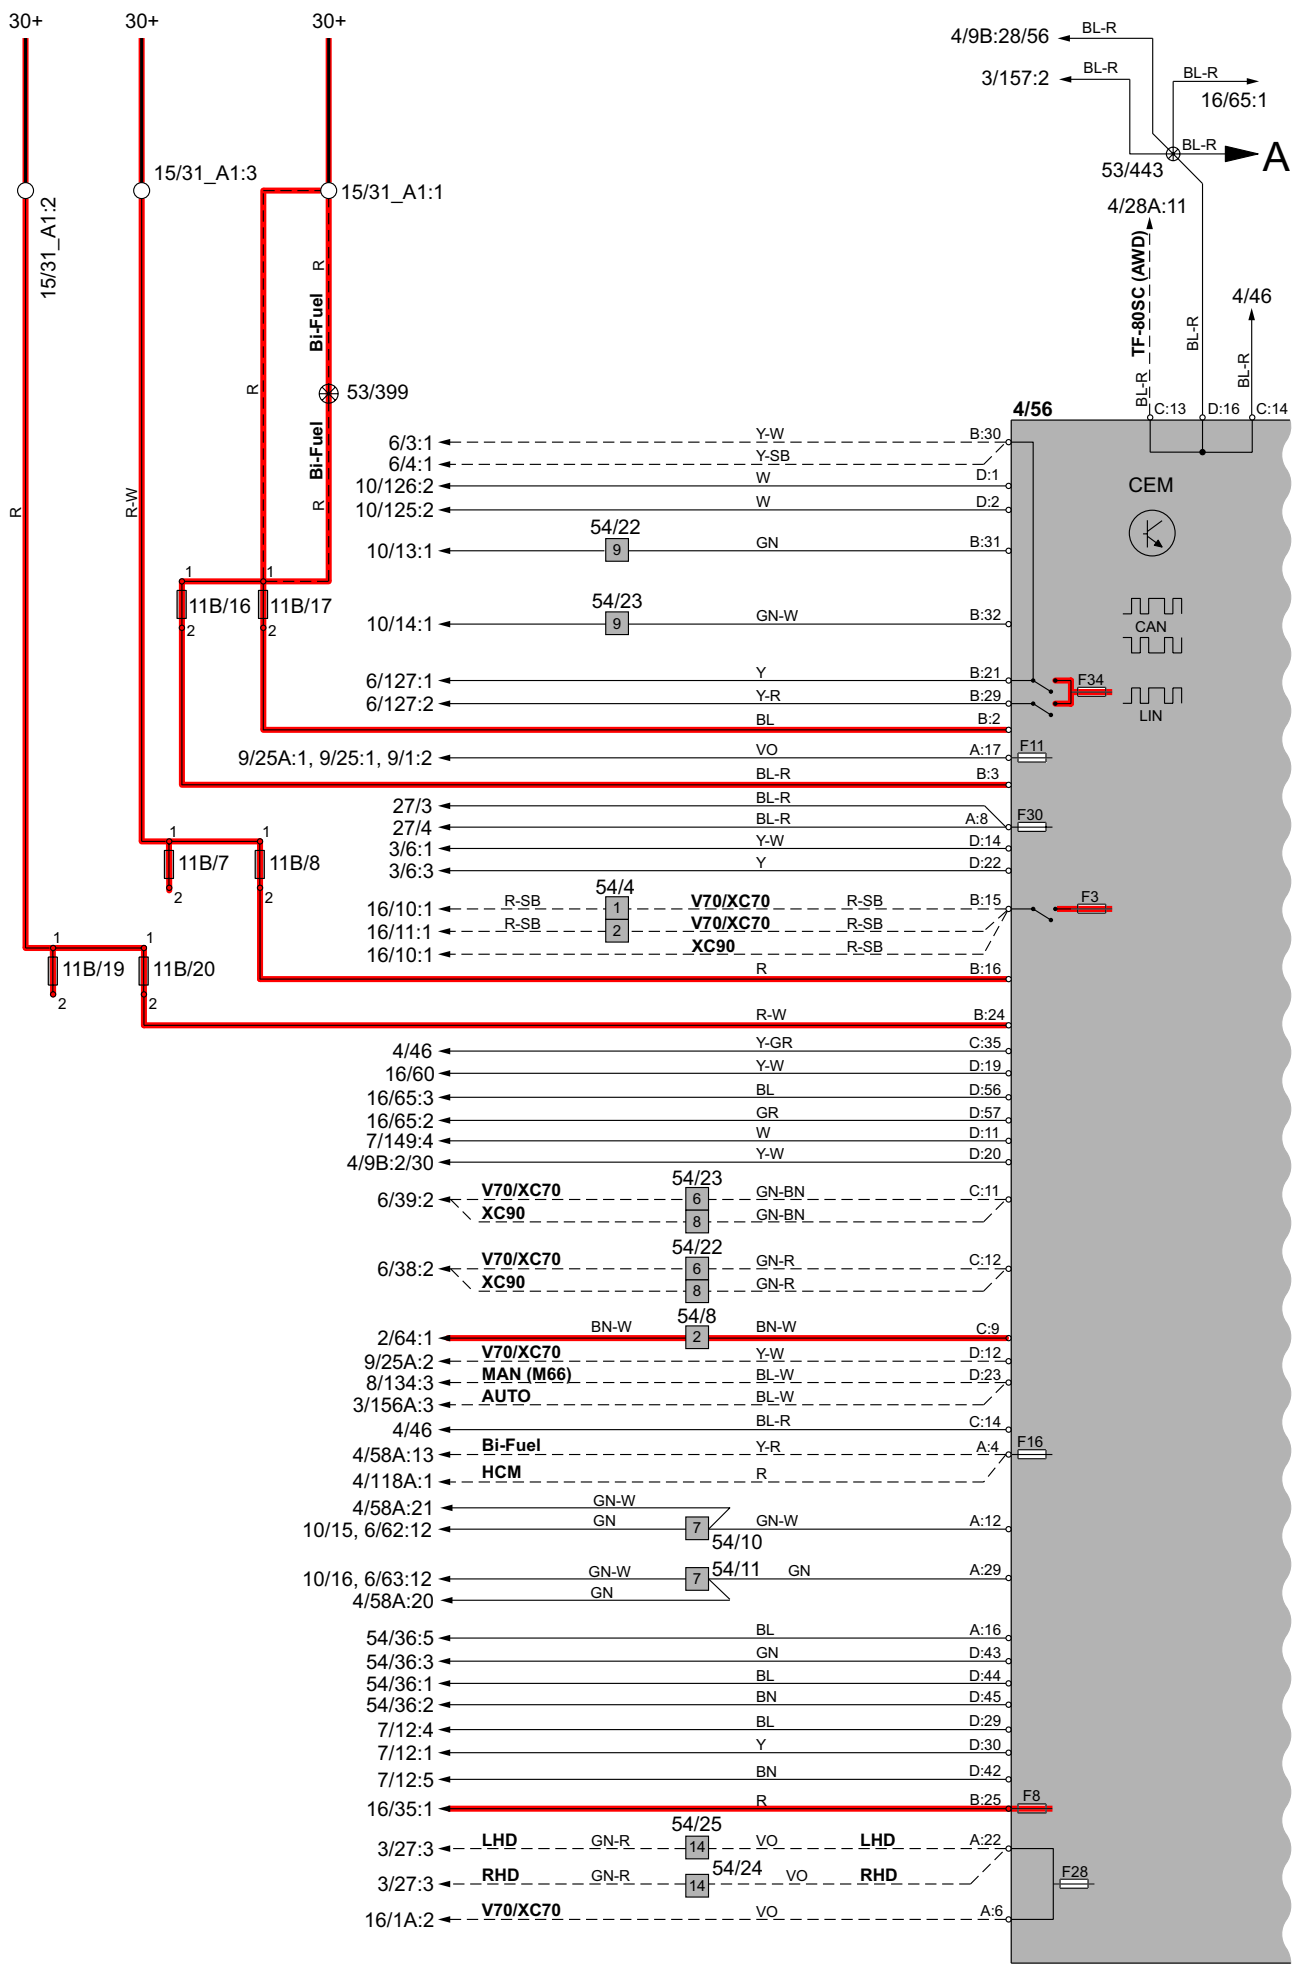 30+ 30+ 30+
4/9B:28/56 BL-R
3/157:2 BL-R BL-R
16/65:1
15/31_A1:2
15/31_A1:3
15/31_A1:1
53/443 BL-R A
4/28A:11
TF-80SC (AWD)
BL-R
BL-R
4/46
BL-R
R
Bi-Fuel
R
53/399
Bi-Fuel
R
R
R-W
4/56 C:13 D:16 C:14
6/3:1 Y-W B:30
6/4:1 Y-SB
10/126:2 W D:1
CEM
10/125:2 W D:2
54/22
10/13:1 9 GN B:31
1 1
11B/16 11B/17
2 2
54/23
10/14:1 9 GN-W B:32
CAN
6/127:1 Y B:21 F34
6/127:2 Y-R B:29
LIN
BL B:2
9/25A:1, 9/25:1, 9/1:2 VO A:17 F11
BL-R B:3
27/3 BL-R
27/4 BL-R A:8 F30
3/6:1 Y-W D:14
1 1
11B/7 11B/8
2 2
3/6:3 Y D:22
54/4
16/10:1 R-SB 1 V70/XC70 R-SB B:15 F3
16/11:1 R-SB 2 V70/XC70 R-SB
16/10:1 XC90 R-SB
1 1
11B/19 11B/20
2 2
R B:16
R-W B:24
4/46 Y-GR C:35
16/60 Y-W D:19
16/65:3 BL D:56
16/65:2 GR D:57
7/149:4 W D:11
4/9B:2/30 Y-W D:20
54/23
6/39:2 V70/XC70 6 GN-BN C:11
XC90 8 GN-BN
54/22
6/38:2 V70/XC70 6 GN-R C:12
XC90 8 GN-R
54/8
2/64:1 BN-W 2 BN-W C:9
9/25A:2 V70/XC70 Y-W D:12
8/134:3 MAN (M66) BL-W D:23
3/156A:3 AUTO BL-W
4/46 BL-R C:14
4/58A:13 Bi-Fuel Y-R A:4 F16
4/118A:1 HCM R
4/58A:21 GN-W
10/15, 6/62:12 GN 7 GN-W A:12
54/10
54/11
10/16, 6/63:12 GN-W 7 GN A:29
4/58A:20 GN
54/36:5 BL A:16
54/36:3 GN D:43
54/36:1 BL D:44
54/36:2 BN D:45
7/12:4 BL D:29
7/12:1 Y D:30
7/12:5 BN D:42
16/35:1 R B:25 F8
54/25
3/27:3 LHD GN-R 14 VO LHD A:22
54/24
3/27:3 RHD GN-R 14 VO RHD F28
16/1A:2 V70/XC70 VO A:6